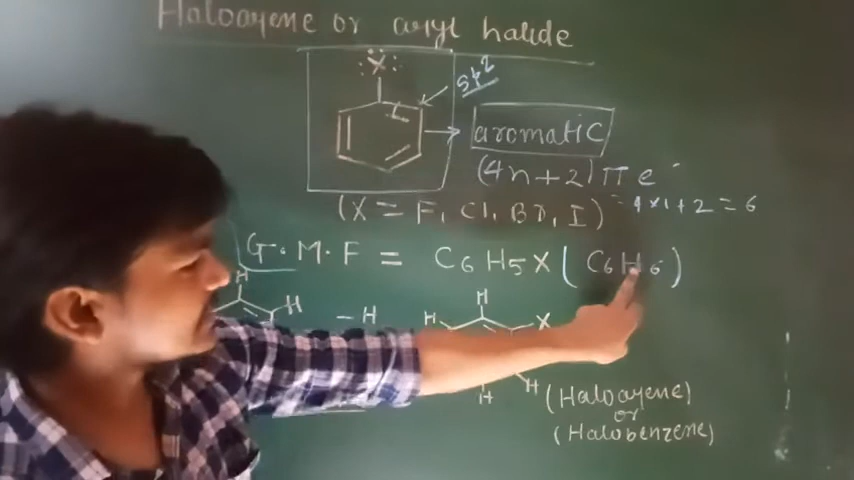 Haloarene or aryl halide
:X:
sp2
aromatic
(4n+2)πe-
(X = F, Cl, Br, I) = 4×1+2 = 6
G.M.F = C6H5X (C6H6)
H
H
H
H
X
-H
H
H
(Haloarene)
or
(Halobenzene)